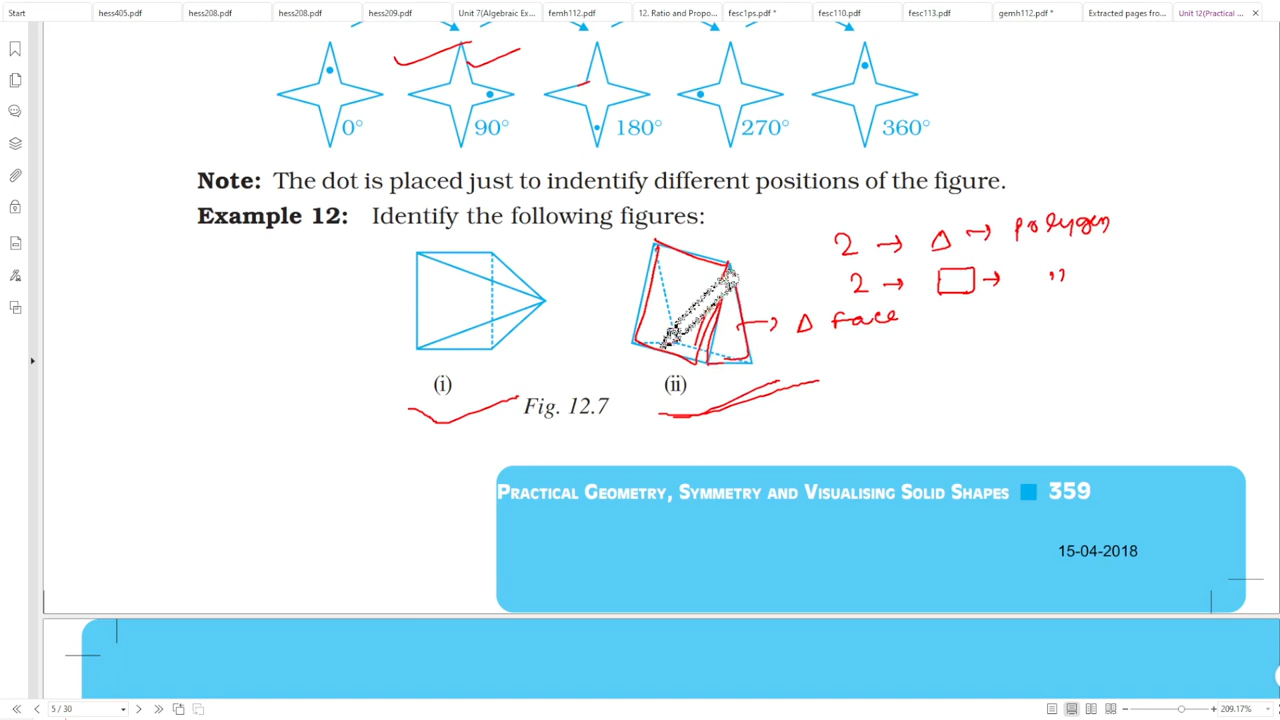 Start hess405.pdf hess208.pdf hess208.pdf hess209.pdf Unit 7(Algebraic Ex... femh112.pdf 12. Ratio and Propo... fesc1ps.pdf * fesc110.pdf fesc113.pdf gemh112.pdf * Extracted pages fro... Unit 12(Practical ...
0° 90° 180° 270° 360°
Note: The dot is placed just to indentify different positions of the figure.
Example 12: Identify the following figures:
2 → Δ → polygen
2 → □ → ,,
→ Δ Face
(i) (ii)
Fig. 12.7
PRACTICAL GEOMETRY, SYMMETRY AND VISUALISING SOLID SHAPES 359
15-04-2018
5 / 30
209.17%